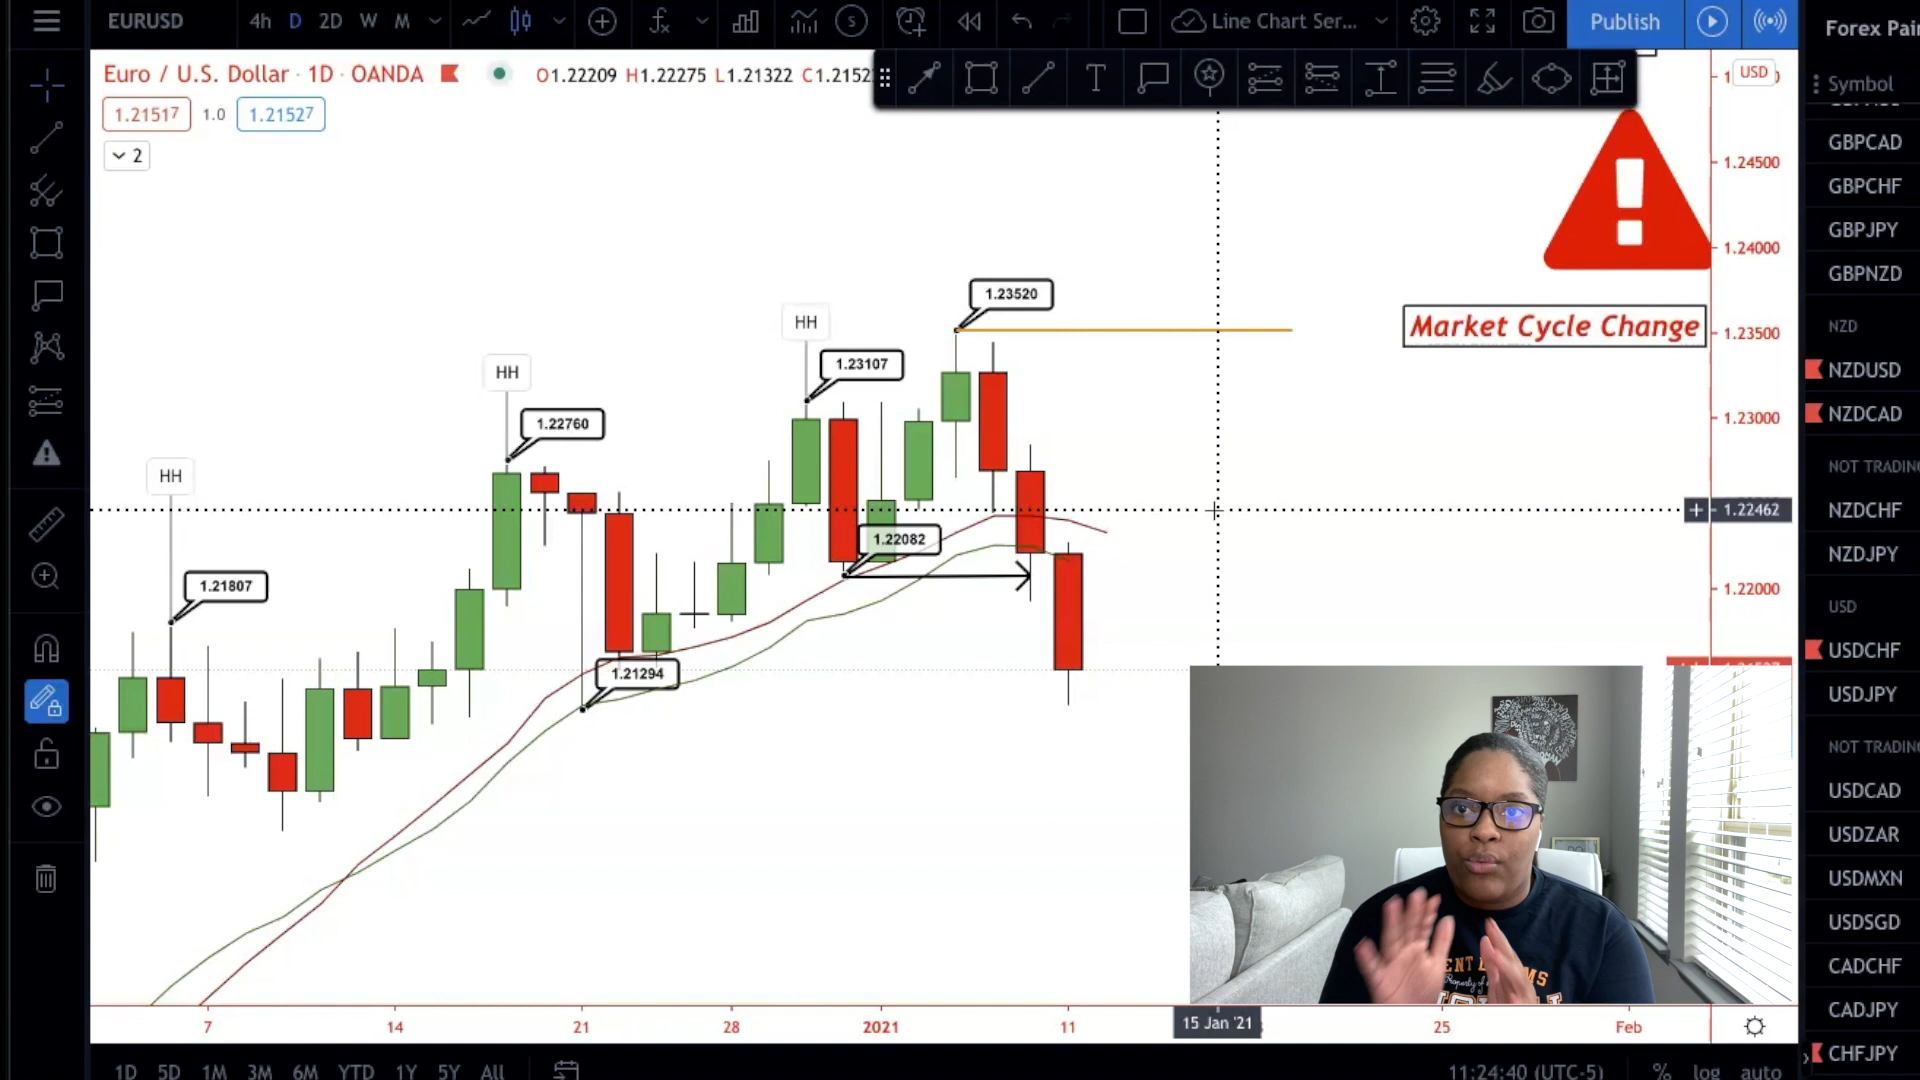 EURUSD
4h D 2D W M
Line Chart Ser...
Publish
Forex Pai
Euro / U.S. Dollar · 1D · OANDA
O1.22209 H1.22275 L1.21322 C1.2152
USD
Symbol
1.21517 1.0 1.21527
2
1.24500
1.24000
1.23500
1.23000
1.22462
1.22000
Market Cycle Change
1.23520
HH
1.23107
HH
1.22760
HH
1.21807
1.22082
1.21294
GBPCAD
GBPCHF
GBPJPY
GBPNZD
NZD
NZDUSD
NZDCAD
NOT TRADING
NZDCHF
NZDJPY
USD
USDCHF
USDJPY
NOT TRADING
USDCAD
USDZAR
USDMXN
USDSGD
CADCHF
CADJPY
CHFJPY
7 14 21 28 2021 11 15 Jan '21 25 Feb
1D 5D 1M 3M 6M YTD 1Y 5Y All
11:24:40 (UTC-5) % log auto